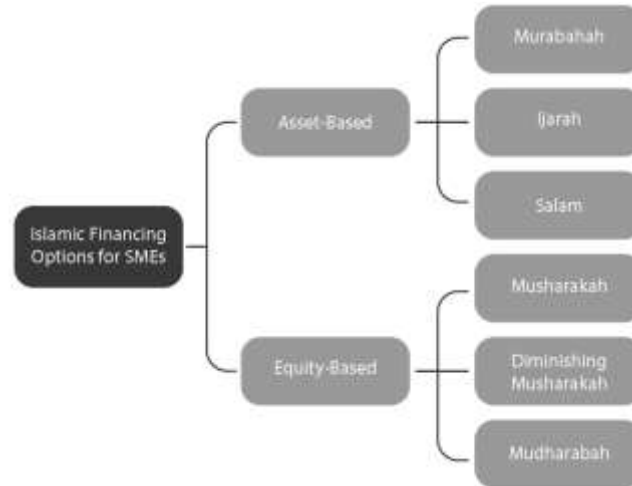 Murabahah
Asset-Based
Ijarah
Salam
Islamic Financing
Options for SMEs
Musharakah
Equity-Based
Diminishing
Musharakah
Mudharabah